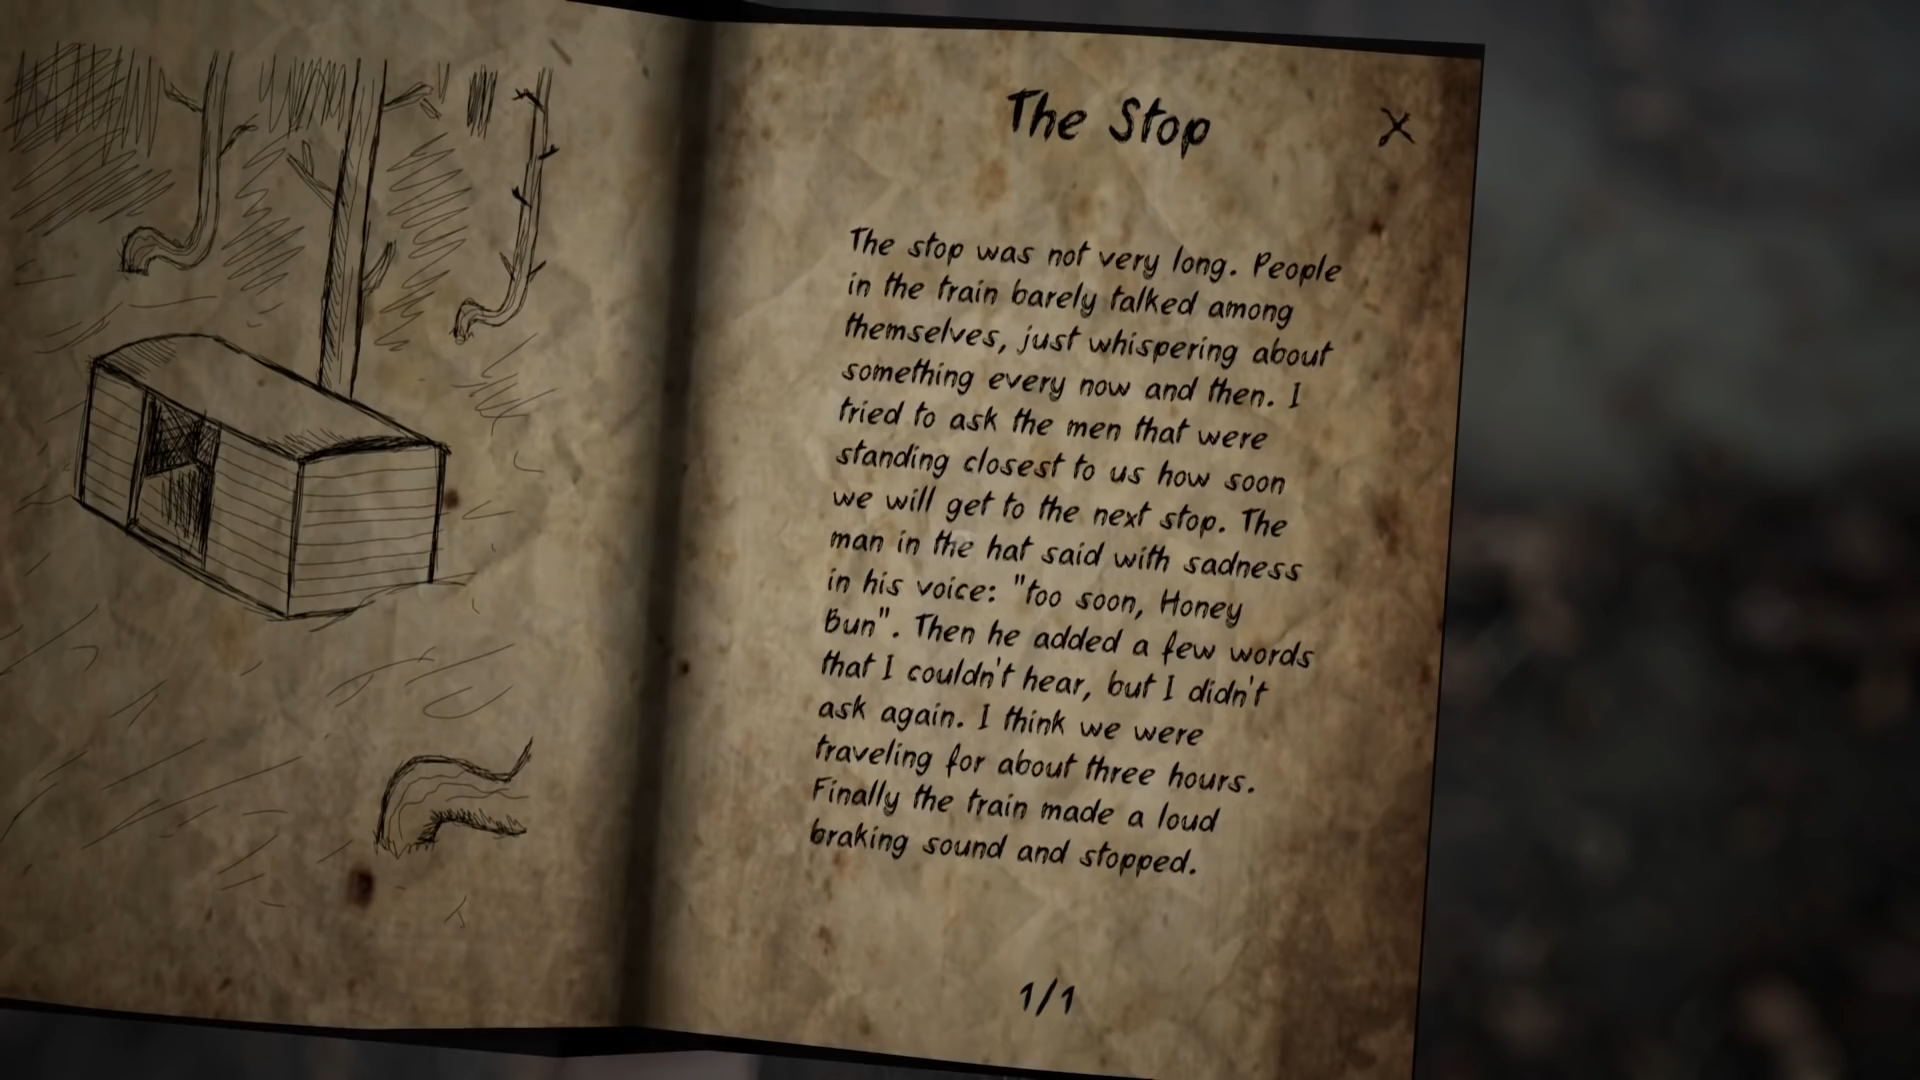 The Stop
X
The stop was not very long. People
in the train barely talked among
themselves, just whispering about
something every now and then. I
tried to ask the men that were
standing closest to us how soon
we will get to the next stop. The
man in the hat said with sadness
in his voice: "too soon, Honey
Bun". Then he added a few words
that I couldn't hear, but I didn't
ask again. I think we were
traveling for about three hours.
Finally the train made a loud
braking sound and stopped.
1/1